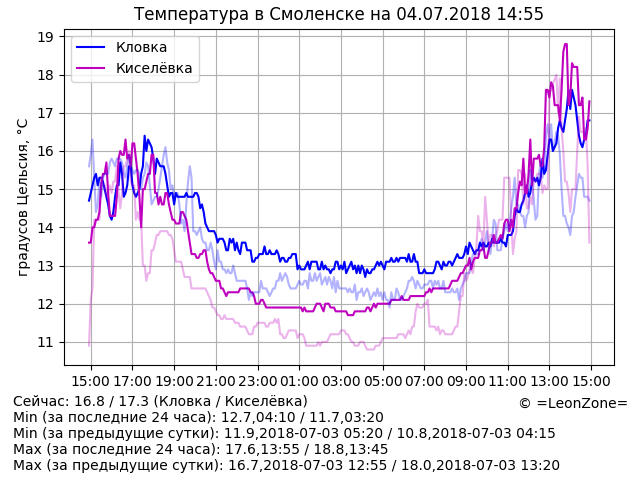 Температура в Смоленске на 04.07.2018 14:55
19
18
17
16
15
14
13
12
11
градусов Цельсия, °C
Кловка
Киселёвка
15:00 17:00 19:00 21:00 23:00 01:00 03:00 05:00 07:00 09:00 11:00 13:00 15:00
Сейчас: 16.8 / 17.3 (Кловка / Киселёвка)
© =LeonZone=
Min (за последние 24 часа): 12.7,04:10 / 11.7,03:20
Min (за предыдущие сутки): 11.9,2018-07-03 05:20 / 10.8,2018-07-03 04:15
Max (за последние 24 часа): 17.6,13:55 / 18.8,13:45
Max (за предыдущие сутки): 16.7,2018-07-03 12:55 / 18.0,2018-07-03 13:20